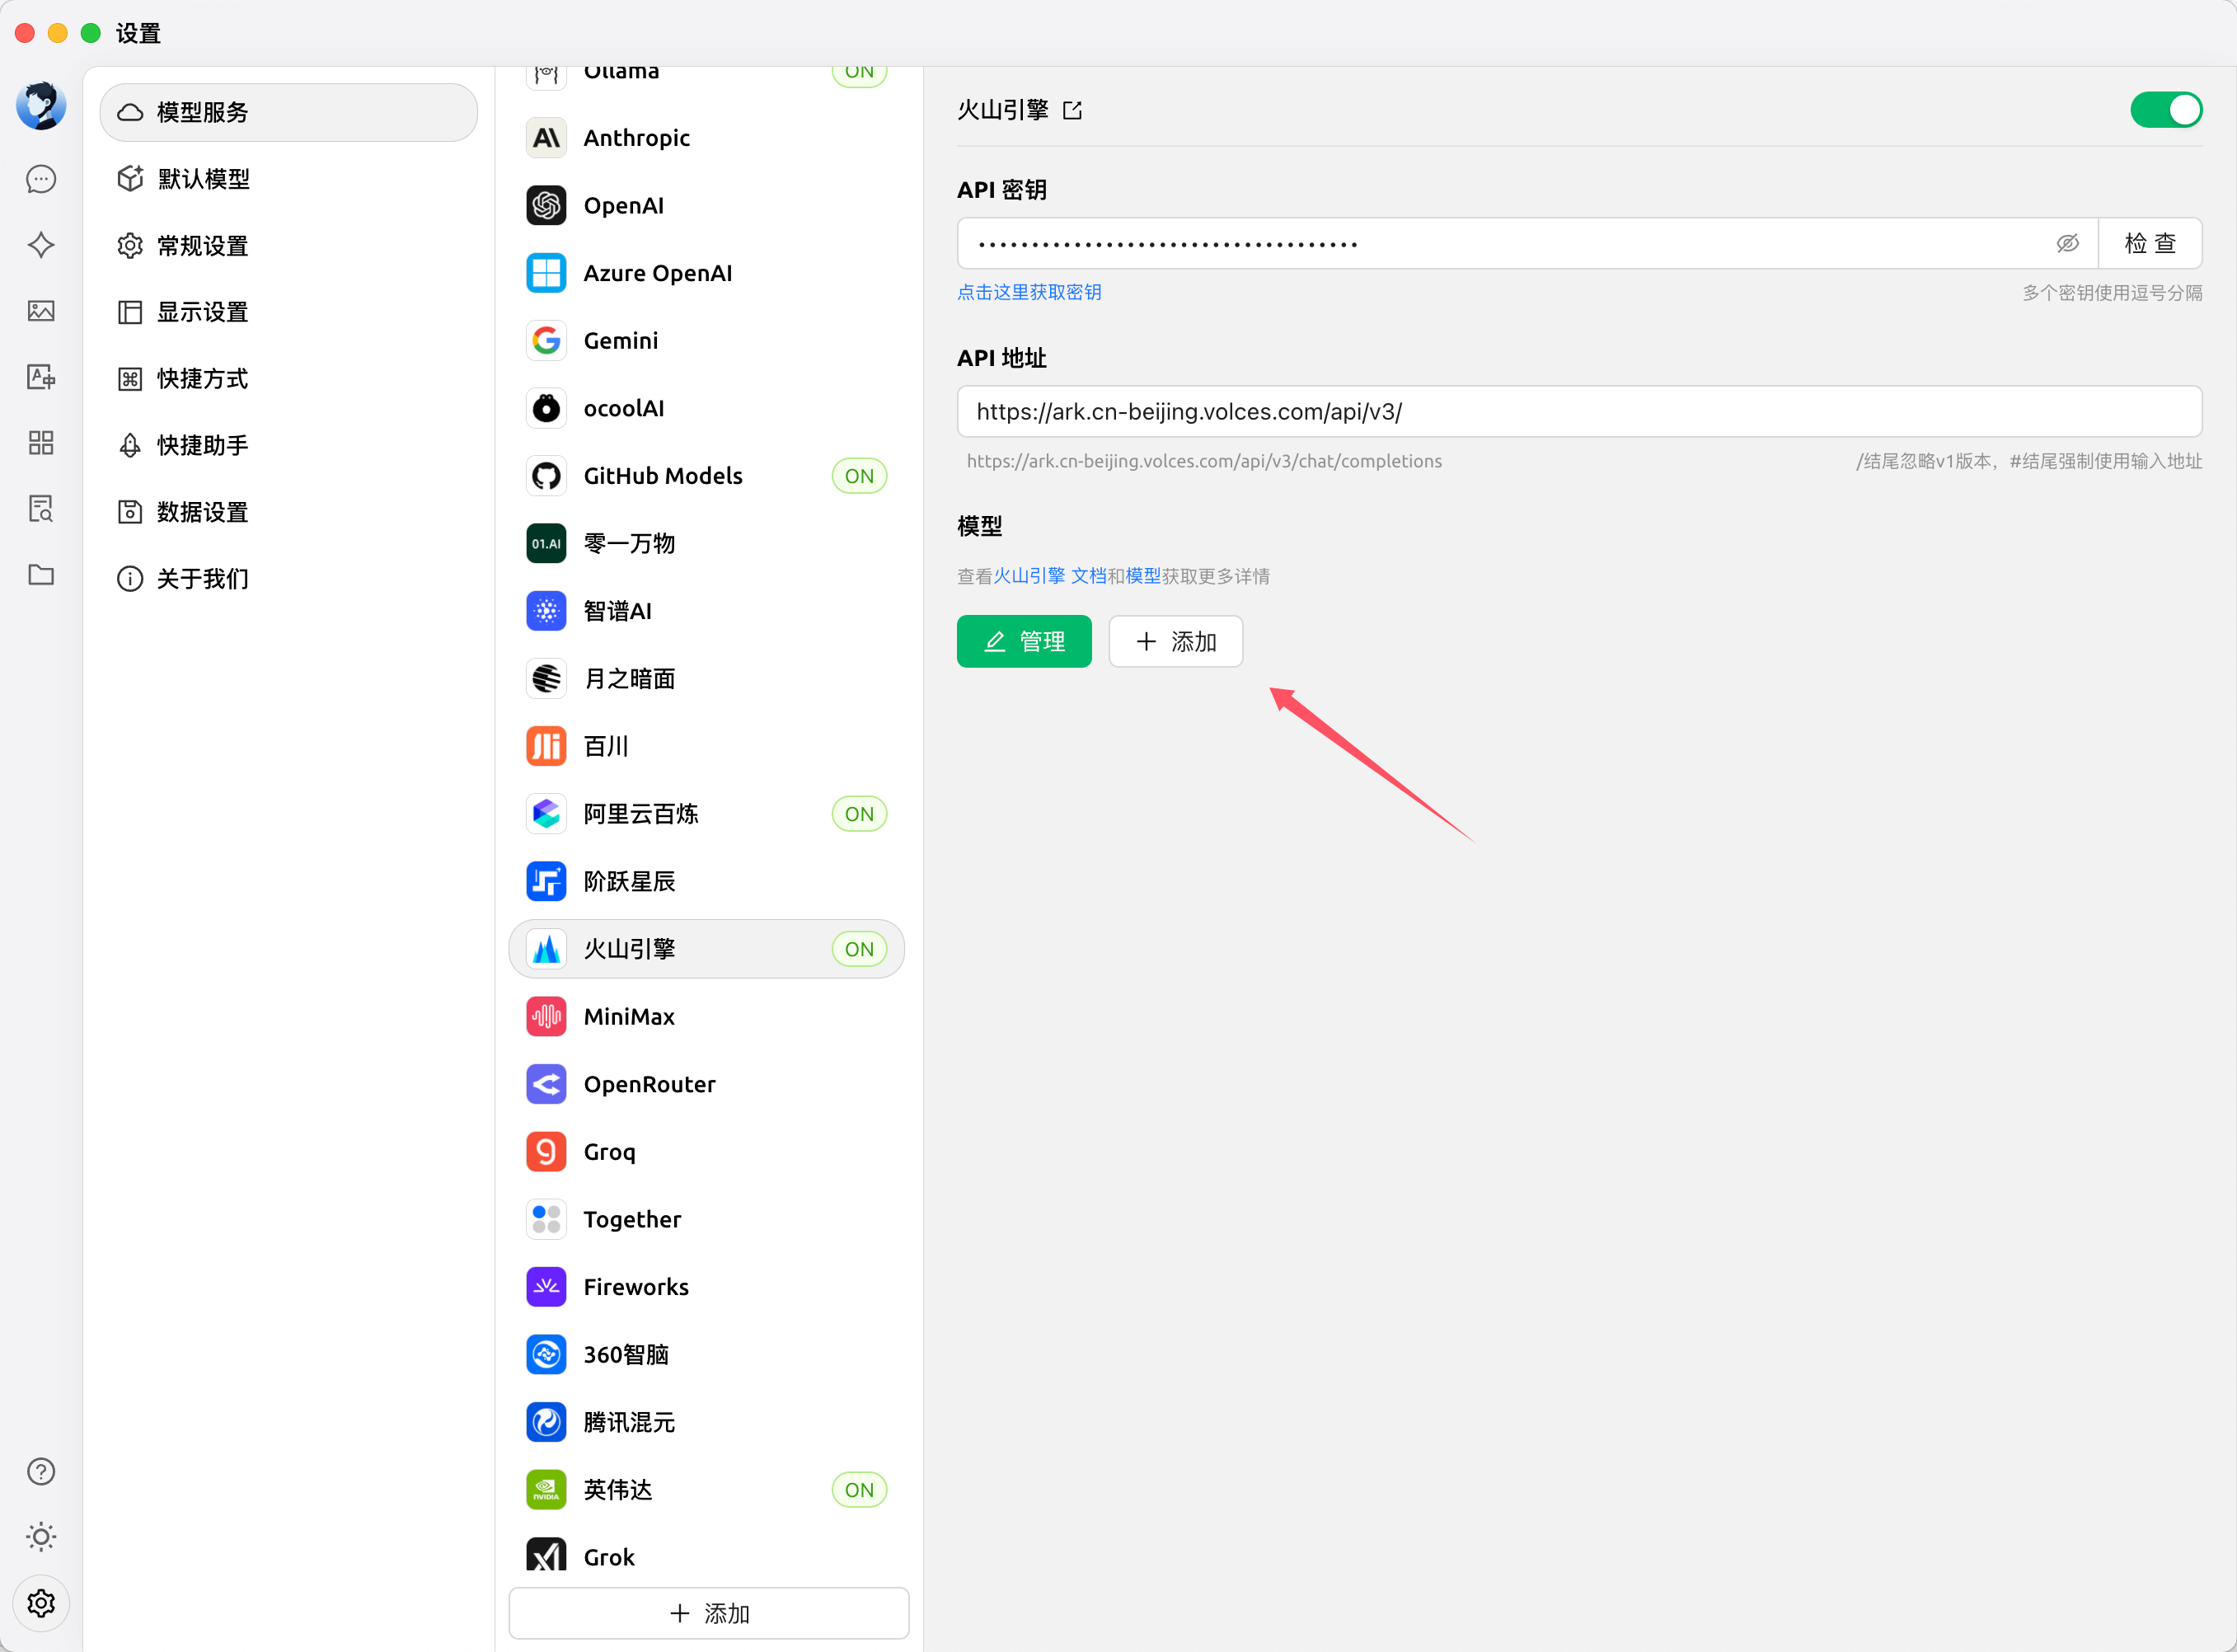 设置
模型服务
默认模型
常规设置
显示设置
快捷方式
快捷助手
数据设置
关于我们
Ollama
ON
Anthropic
OpenAI
Azure OpenAI
Gemini
ocoolAI
GitHub Models
ON
01.AI
零一万物
智谱AI
月之暗面
百川
阿里云百炼
ON
阶跃星辰
火山引擎
ON
MiniMax
OpenRouter
Groq
Together
Fireworks
360智脑
腾讯混元
NVIDIA
英伟达
ON
Grok
添加
火山引擎
API 密钥
检 查
点击这里获取密钥
多个密钥使用逗号分隔
API 地址
https://ark.cn-beijing.volces.com/api/v3/
https://ark.cn-beijing.volces.com/api/v3/chat/completions
/结尾忽略v1版本，#结尾强制使用输入地址
模型
查看火山引擎 文档和模型获取更多详情
管理
添加